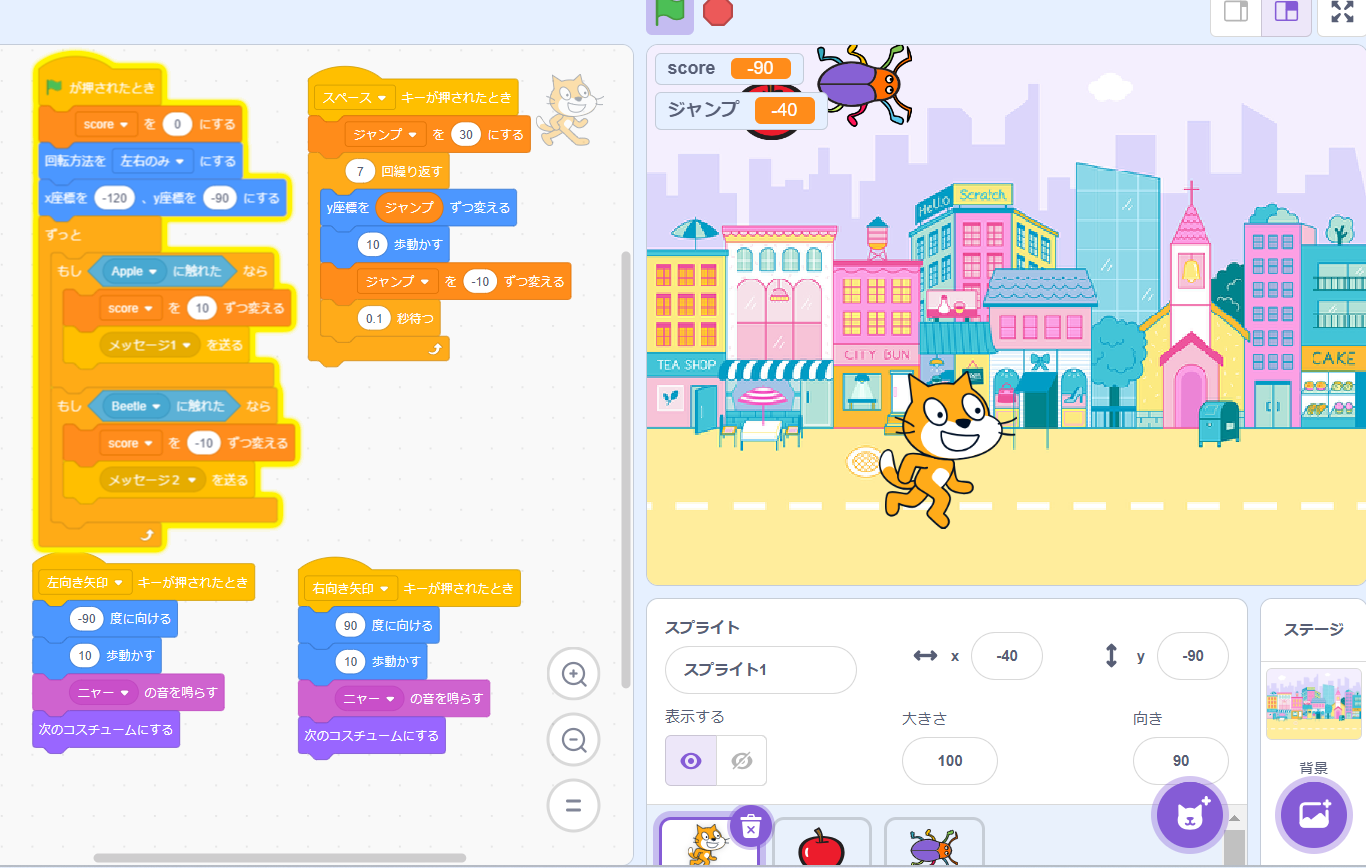 が押されたとき
score を 0 にする
回転方法を 左右のみ にする
x座標を -120 、y座標を -90 にする
ずっと
もし Apple に触れた なら
score を 10 ずつ変える
メッセージ1 を送る
もし Beetle に触れた なら
score を -10 ずつ変える
メッセージ2 を送る
スペース キーが押されたとき
ジャンプ を 30 にする
7 回繰り返す
y座標を ジャンプ ずつ変える
10 歩動かす
ジャンプ を -10 ずつ変える
0.1 秒待つ
左向き矢印 キーが押されたとき
-90 度に向ける
10 歩動かす
ニャー の音を鳴らす
次のコスチュームにする
右向き矢印 キーが押されたとき
90 度に向ける
10 歩動かす
ニャー の音を鳴らす
次のコスチュームにする
score -90
ジャンプ -40
HeLLO Scratch
TEA SHOP
CITY BUN
CAKE
スプライト
スプライト1
x -40
y -90
表示する
大きさ
100
向き
90
ステージ
背景